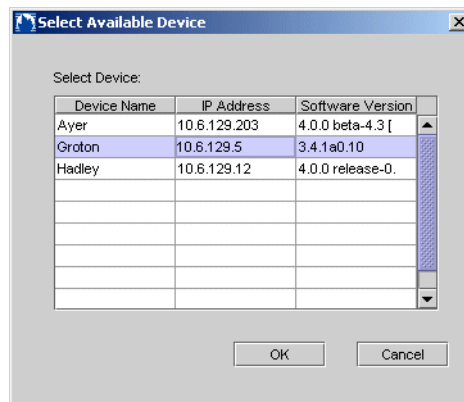 Select Available Device
Select Device:
Device Name IP Address Software Version
Ayer 10.6.129.203 4.0.0 beta-4.3 [
Groton 10.6.129.5 3.4.1a0.10
Hadley 10.6.129.12 4.0.0 release-0.
OK Cancel